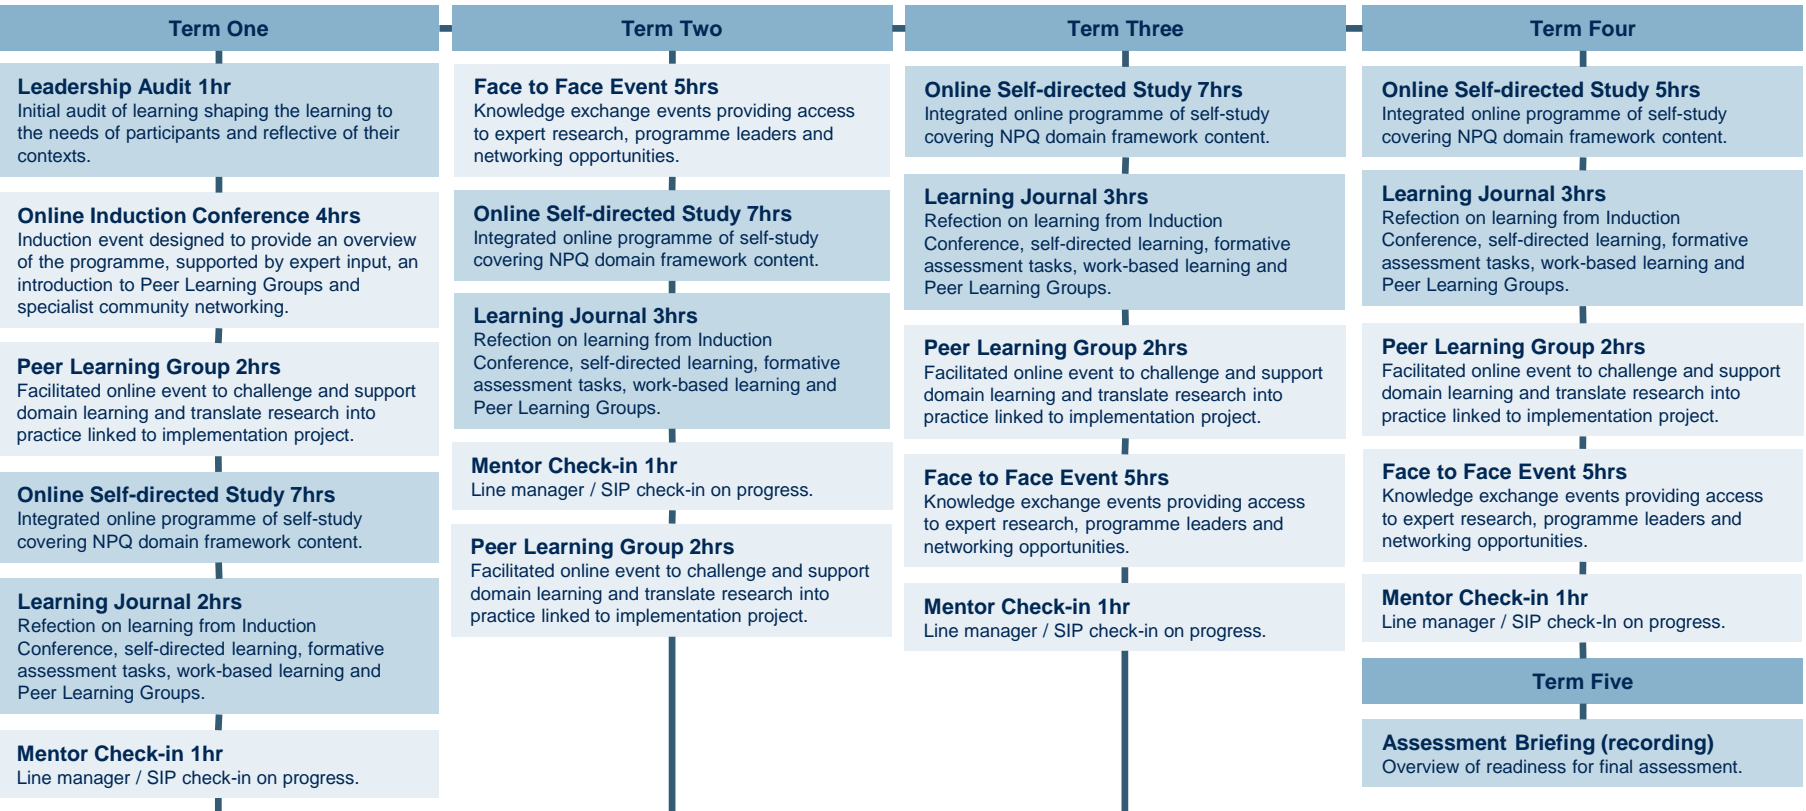 Term One
Leadership Audit 1hr
Initial audit of learning shaping the learning to
the needs of participants and reflective of their
contexts.
Online Induction Conference 4hrs
Induction event designed to provide an overview
of the programme, supported by expert input, an
introduction to Peer Learning Groups and
specialist community networking.
Peer Learning Group 2hrs
Facilitated online event to challenge and support
domain learning and translate research into
practice linked to implementation project.
Online Self-directed Study 7hrs
Integrated online programme of self-study
covering NPQ domain framework content.
Learning Journal 2hrs
Refection on learning from Induction
Conference, self-directed learning, formative
assessment tasks, work-based learning and
Peer Learning Groups.
Mentor Check-in 1hr
Line manager / SIP check-in on progress.
Term Two
Face to Face Event 5hrs
Knowledge exchange events providing access
to expert research, programme leaders and
networking opportunities.
Online Self-directed Study 7hrs
Integrated online programme of self-study
covering NPQ domain framework content.
Learning Journal 3hrs
Refection on learning from Induction
Conference, self-directed learning, formative
assessment tasks, work-based learning and
Peer Learning Groups.
Mentor Check-in 1hr
Line manager / SIP check-in on progress.
Peer Learning Group 2hrs
Facilitated online event to challenge and support
domain learning and translate research into
practice linked to implementation project.
Term Three
Online Self-directed Study 7hrs
Integrated online programme of self-study
covering NPQ domain framework content.
Learning Journal 3hrs
Refection on learning from Induction
Conference, self-directed learning, formative
assessment tasks, work-based learning and
Peer Learning Groups.
Peer Learning Group 2hrs
Facilitated online event to challenge and support
domain learning and translate research into
practice linked to implementation project.
Face to Face Event 5hrs
Knowledge exchange events providing access
to expert research, programme leaders and
networking opportunities.
Mentor Check-in 1hr
Line manager / SIP check-in on progress.
Term Four
Online Self-directed Study 5hrs
Integrated online programme of self-study
covering NPQ domain framework content.
Learning Journal 3hrs
Refection on learning from Induction
Conference, self-directed learning, formative
assessment tasks, work-based learning and
Peer Learning Groups.
Peer Learning Group 2hrs
Facilitated online event to challenge and support
domain learning and translate research into
practice linked to implementation project.
Face to Face Event 5hrs
Knowledge exchange events providing access
to expert research, programme leaders and
networking opportunities.
Mentor Check-in 1hr
Line manager / SIP check-In on progress.
Term Five
Assessment Briefing (recording)
Overview of readiness for final assessment.